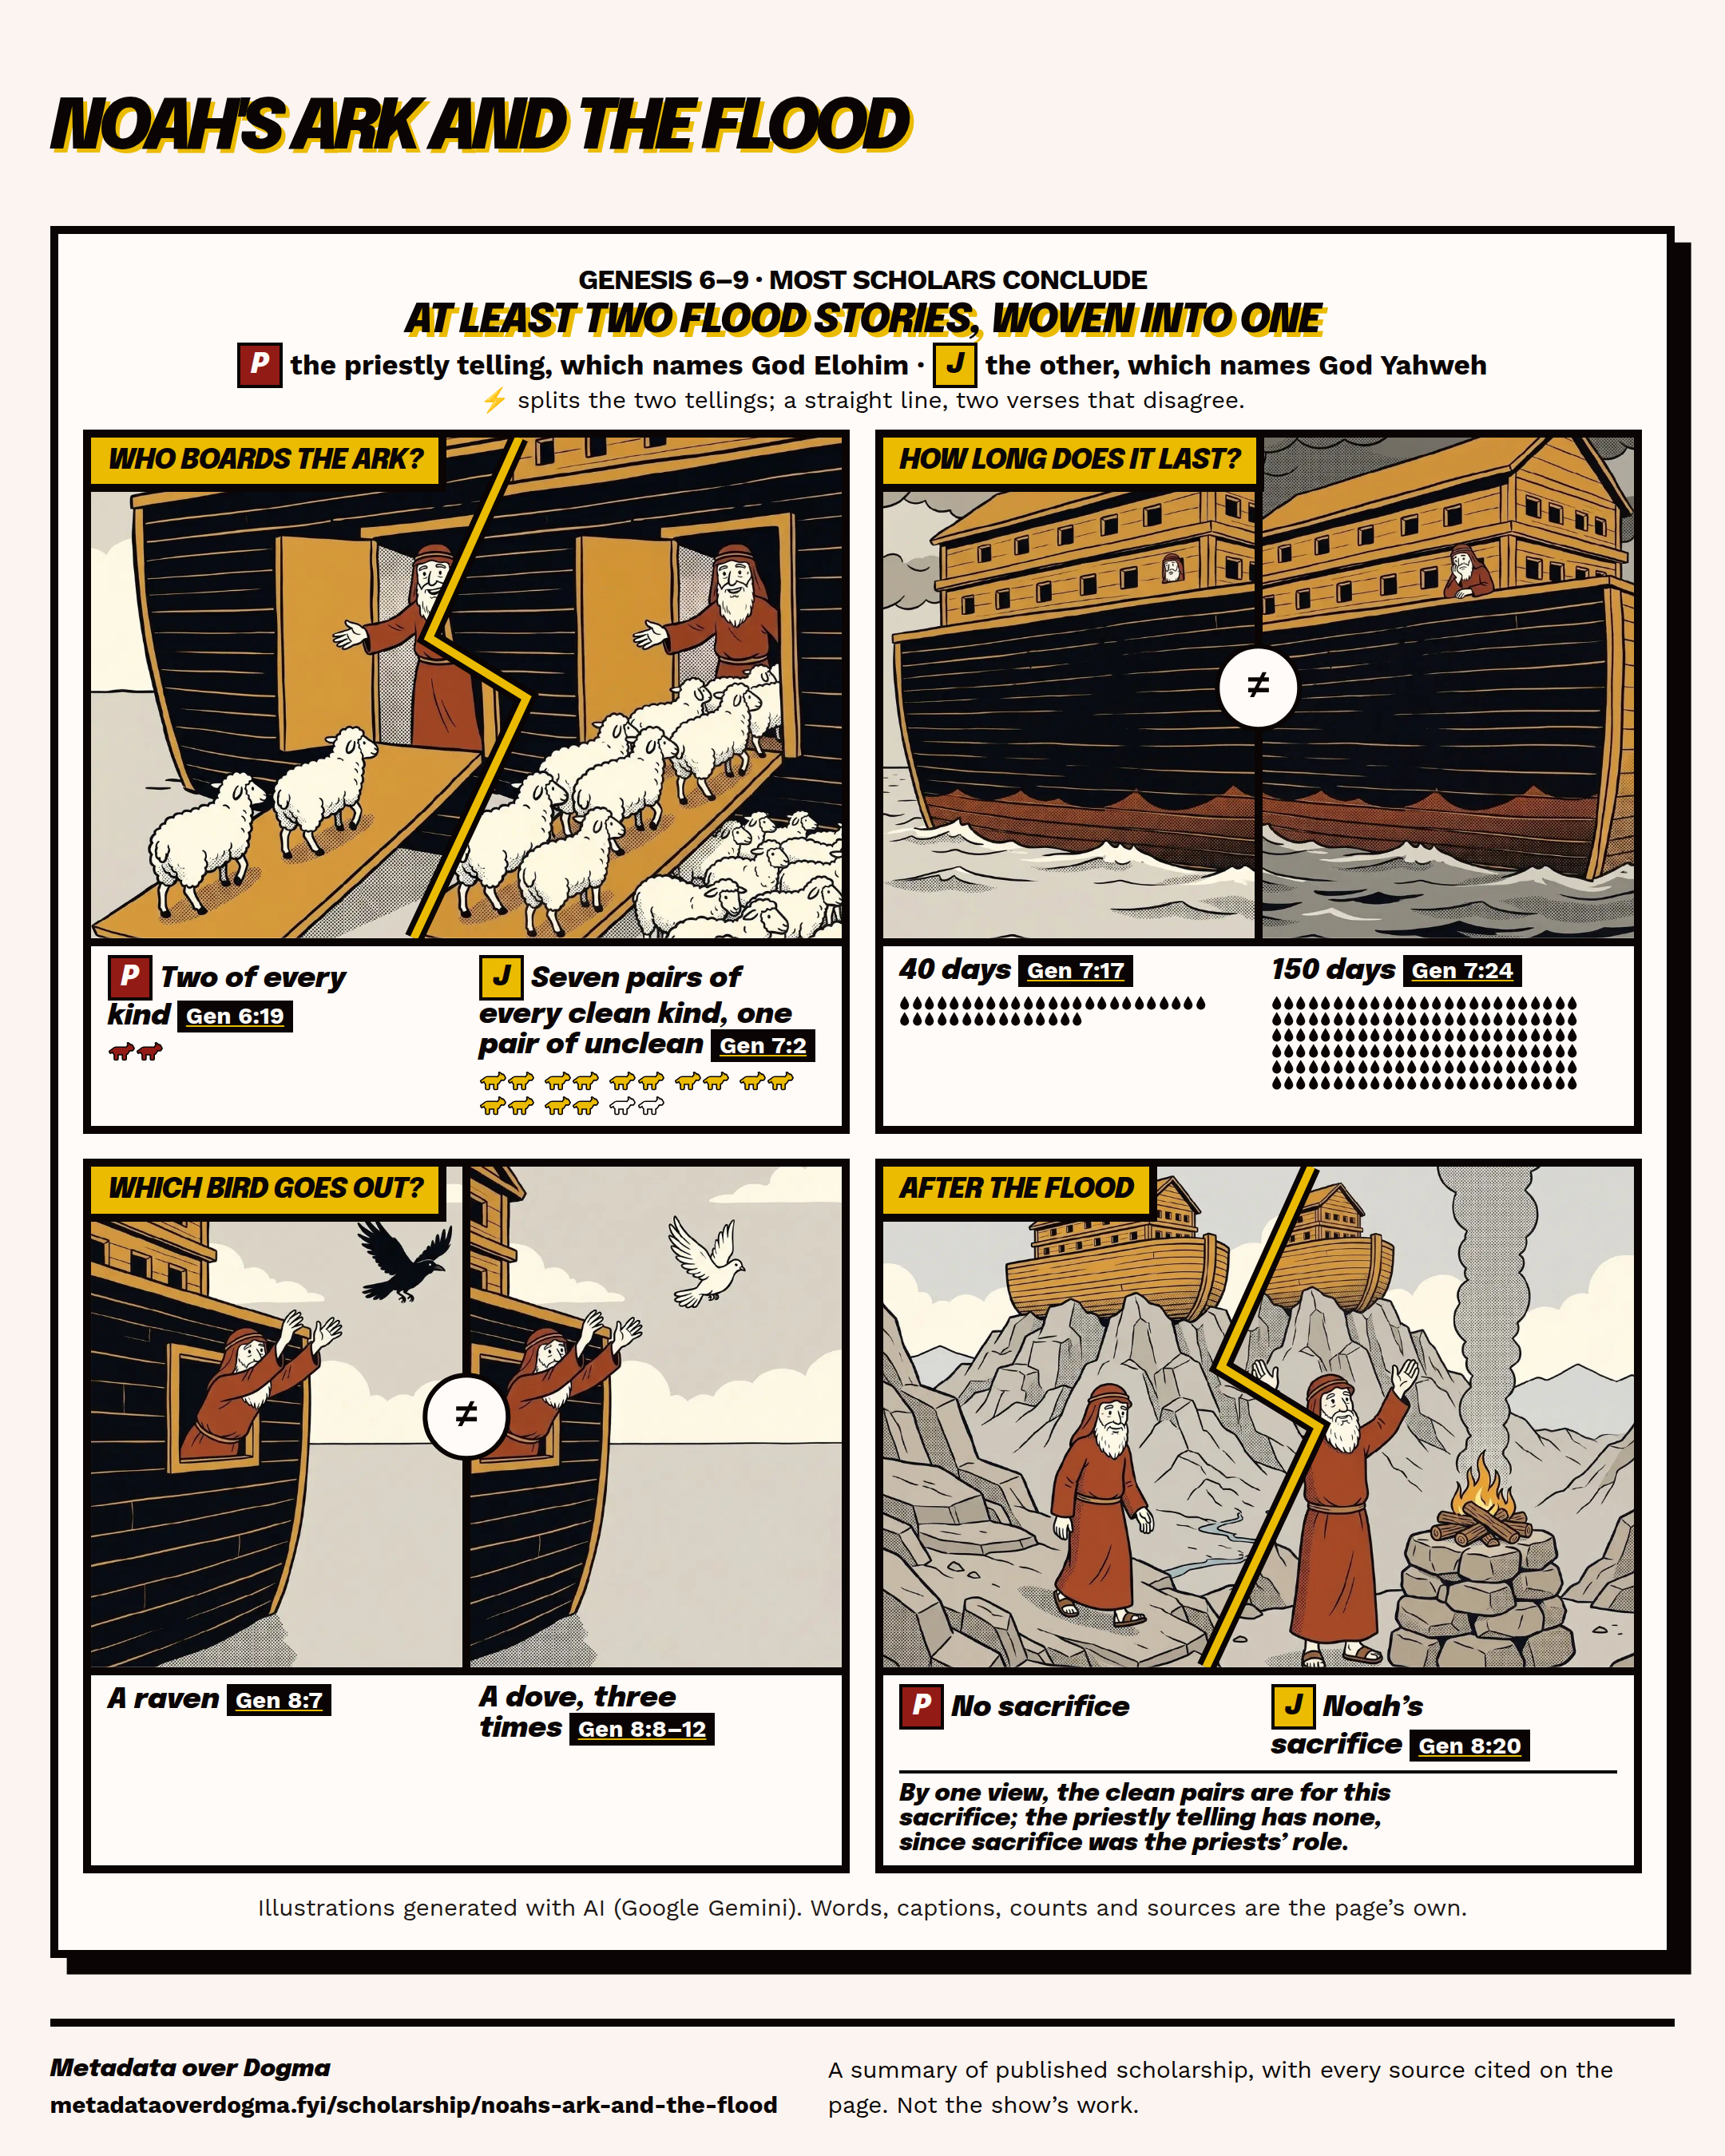 NOAH'S ARK AND THE FLOOD
GENESIS 6–9 · MOST SCHOLARS CONCLUDE
AT LEAST TWO FLOOD STORIES, WOVEN INTO ONE
P the priestly telling, which names God Elohim · J the other, which names God Yahweh
⚡ splits the two tellings; a straight line, two verses that disagree.
WHO BOARDS THE ARK?
P Two of every
kind Gen 6:19
J Seven pairs of
every clean kind, one
pair of unclean Gen 7:2
HOW LONG DOES IT LAST?
≠
40 days Gen 7:17
150 days Gen 7:24
WHICH BIRD GOES OUT?
≠
A raven Gen 8:7
A dove, three
times Gen 8:8–12
AFTER THE FLOOD
P No sacrifice
J Noah’s
sacrifice Gen 8:20
By one view, the clean pairs are for this
sacrifice; the priestly telling has none,
since sacrifice was the priests’ role.
Illustrations generated with AI (Google Gemini). Words, captions, counts and sources are the page’s own.
Metadata over Dogma
metadataoverdogma.fyi/scholarship/noahs-ark-and-the-flood
A summary of published scholarship, with every source cited on the
page. Not the show’s work.